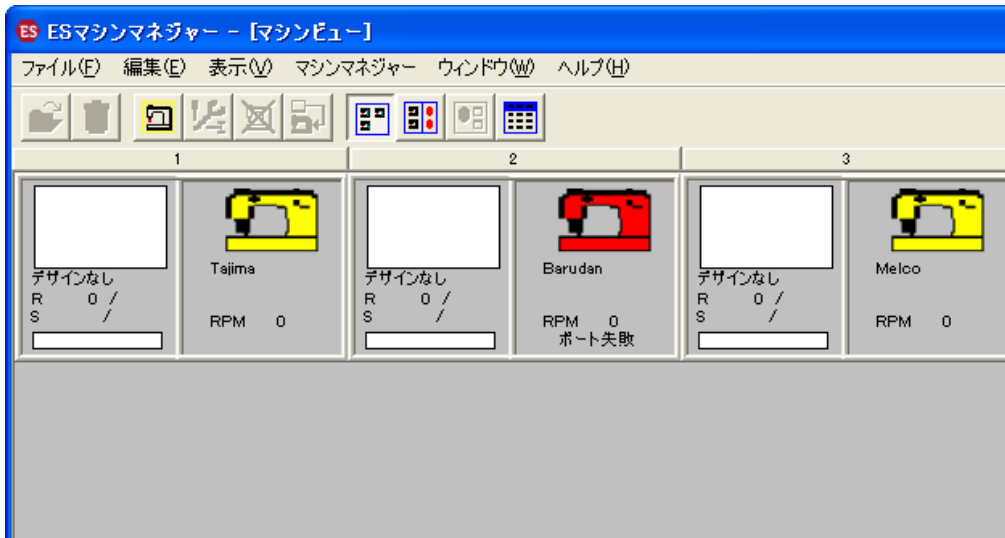 ES ESマシンマネジャー - [マシンビュー]
ファイル(F) 編集(E) 表示(V) マシンマネジャー ウィンドウ(W) ヘルプ(H)
1 2 3
デザインなし
R 0 /
S /
Tajima
RPM 0
デザインなし
R 0 /
S /
Barudan
RPM 0
ポート失敗
デザインなし
R 0 /
S /
Melco
RPM 0